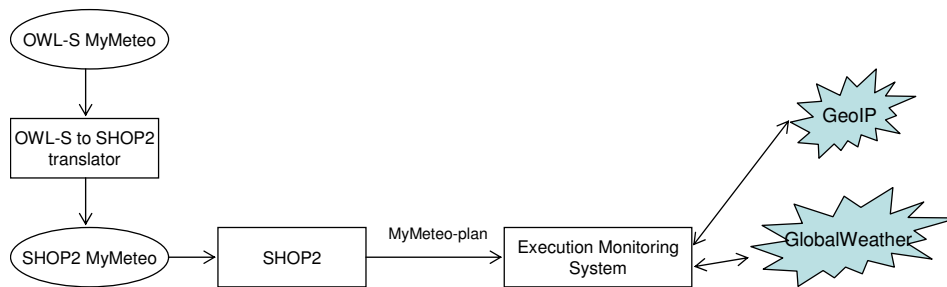 OWL-S MyMeteo
OWL-S to SHOP2
translator
SHOP2 MyMeteo
SHOP2
MyMeteo-plan
Execution Monitoring
System
GeoIP
GlobalWeather